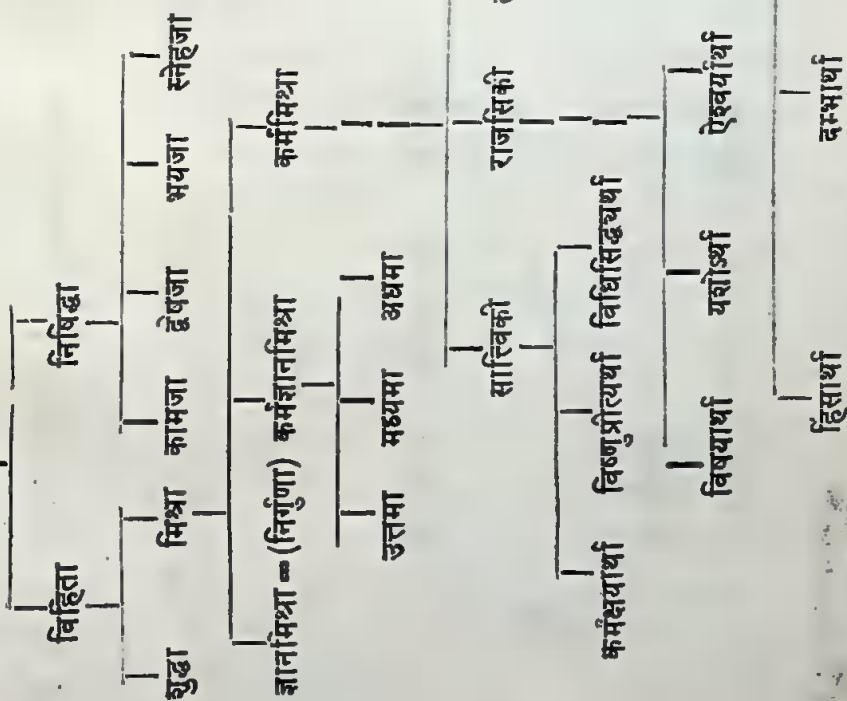 विहिता निषिद्धा
शुद्धा मिश्रा कामजा द्वेषजा भयजा स्नेहजा
ज्ञानमिश्रा = (निर्गुणा) कर्मज्ञानमिश्रा कर्ममिश्रा
उत्तमा मध्यमा अधमा
सात्त्विकी राजसिकी
कर्मक्षयार्था विष्णुप्रीत्यर्था विधिसिद्ध्यर्था
विषयार्था यशोऽर्था ऐश्वर्यार्था
हिंसार्था दम्भार्था